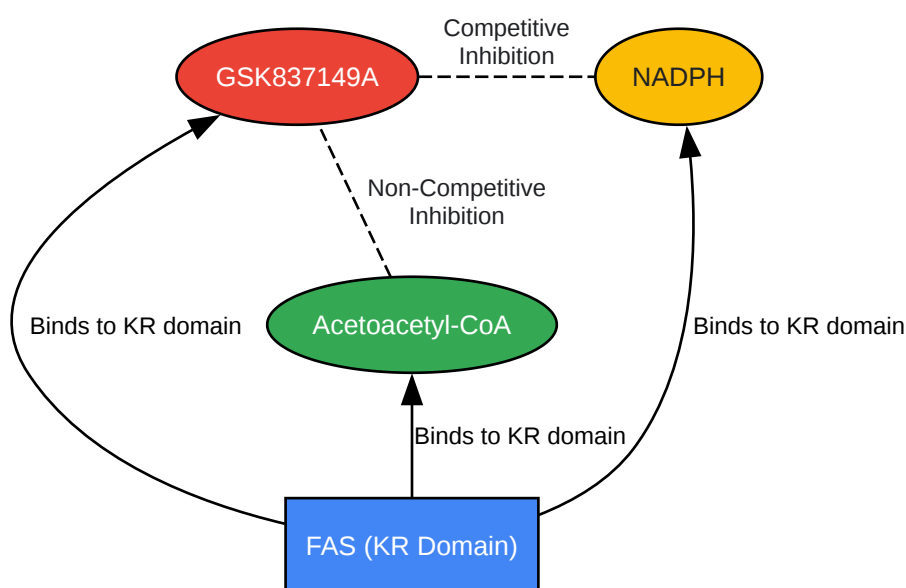 Competitive
Inhibition
GSK837149A
NADPH
Non-Competitive
Inhibition
Binds to KR domain
Acetoacetyl-CoA
Binds to KR domain
Binds to KR domain
FAS (KR Domain)